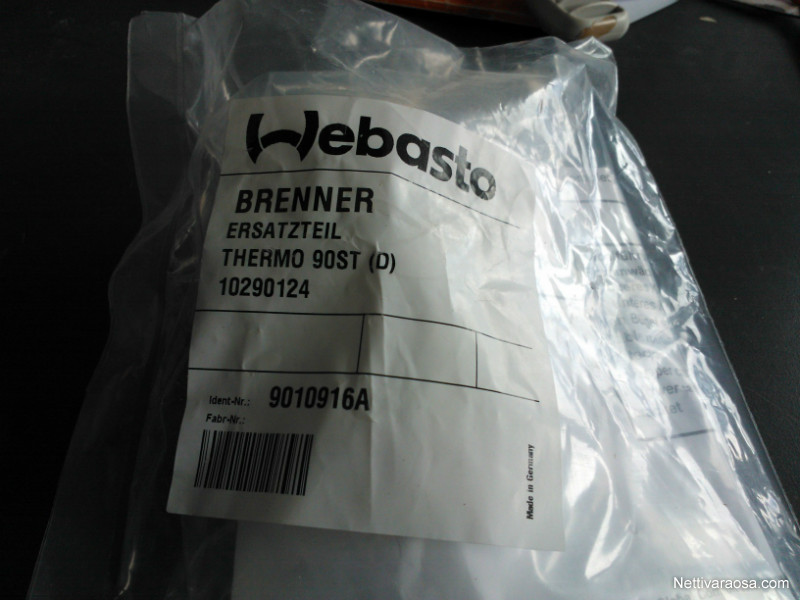 Webasto
BRENNER
ERSATZTEIL
THERMO 90ST (D)
10290124
Ident-Nr.: 9010916A
Fabr-Nr.:
Made in Germany
Nettivaraosa.com